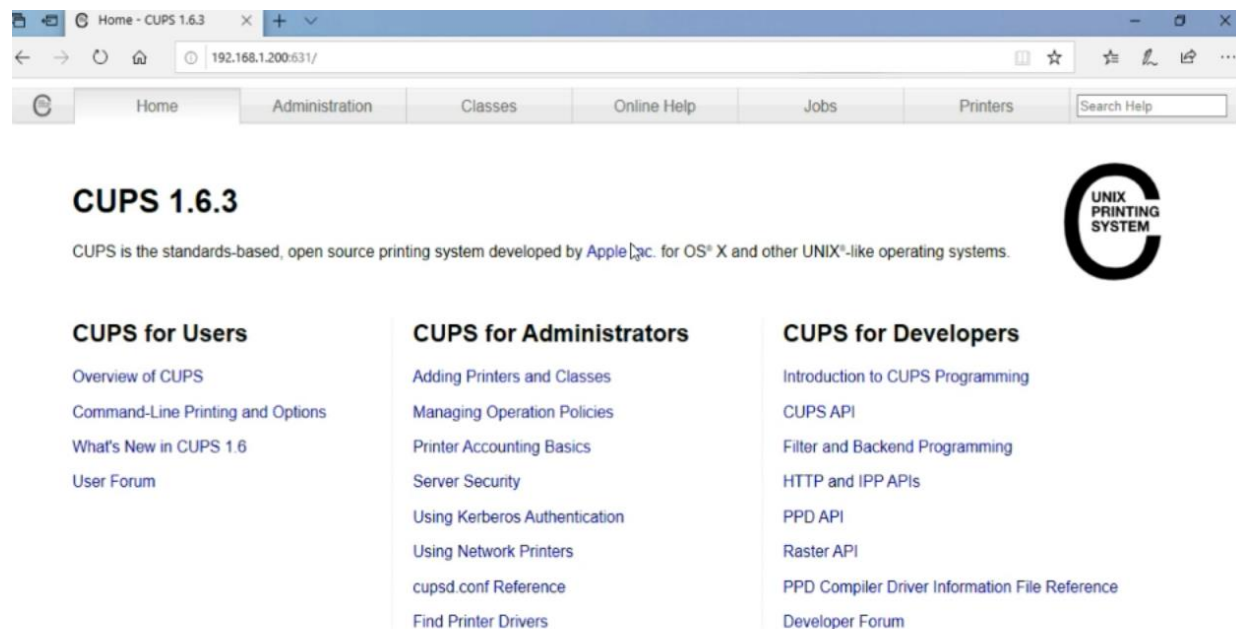 Home - CUPS 1.6.3
192.168.1.200:631/
Home Administration Classes Online Help Jobs Printers Search Help
CUPS 1.6.3
UNIX
PRINTING
SYSTEM
CUPS is the standards-based, open source printing system developed by Apple Inc. for OS® X and other UNIX®-like operating systems.
CUPS for Users
Overview of CUPS
Command-Line Printing and Options
What's New in CUPS 1.6
User Forum
CUPS for Administrators
Adding Printers and Classes
Managing Operation Policies
Printer Accounting Basics
Server Security
Using Kerberos Authentication
Using Network Printers
cupsd.conf Reference
Find Printer Drivers
CUPS for Developers
Introduction to CUPS Programming
CUPS API
Filter and Backend Programming
HTTP and IPP APIs
PPD API
Raster API
PPD Compiler Driver Information File Reference
Developer Forum